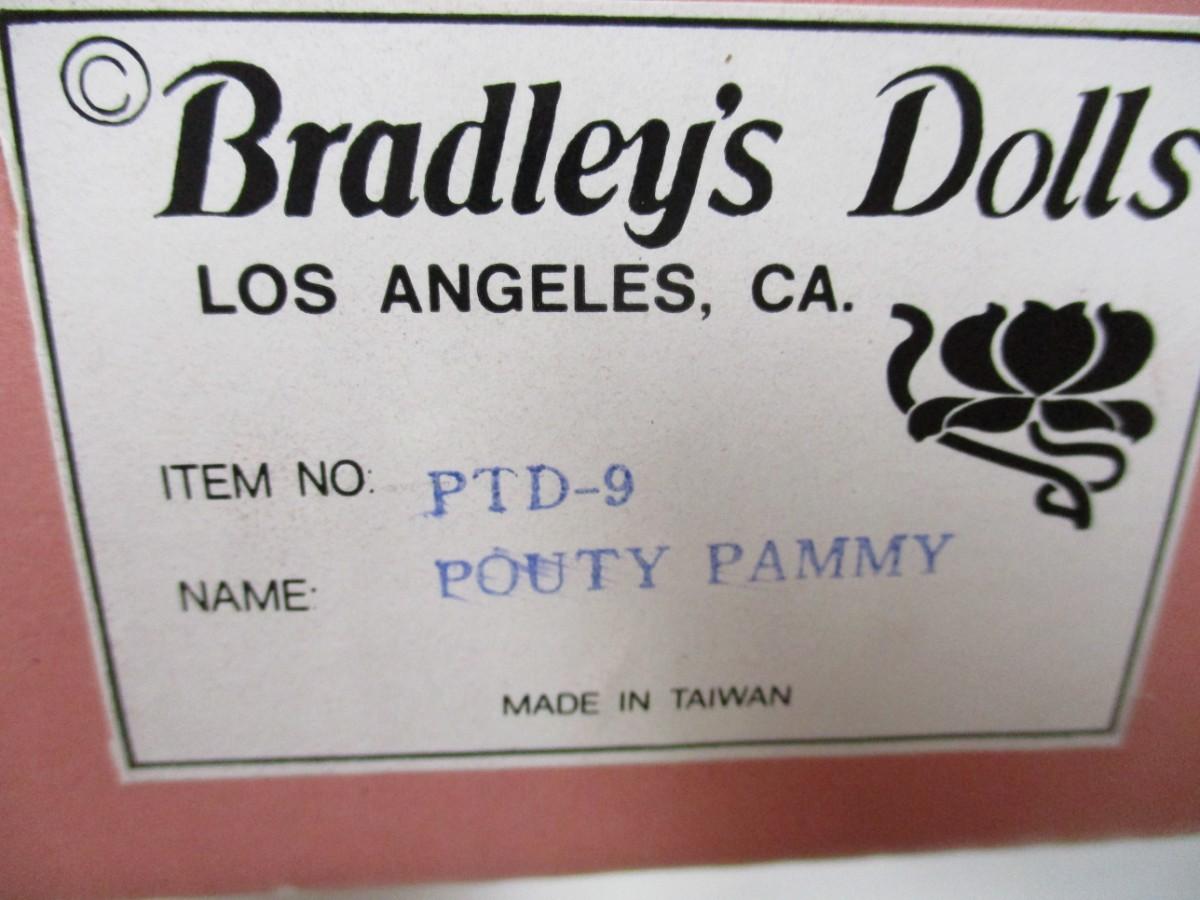 © Bradley's Dolls
LOS ANGELES, CA.
ITEM NO: PTD-9
NAME: POUTY PAMMY
MADE IN TAIWAN